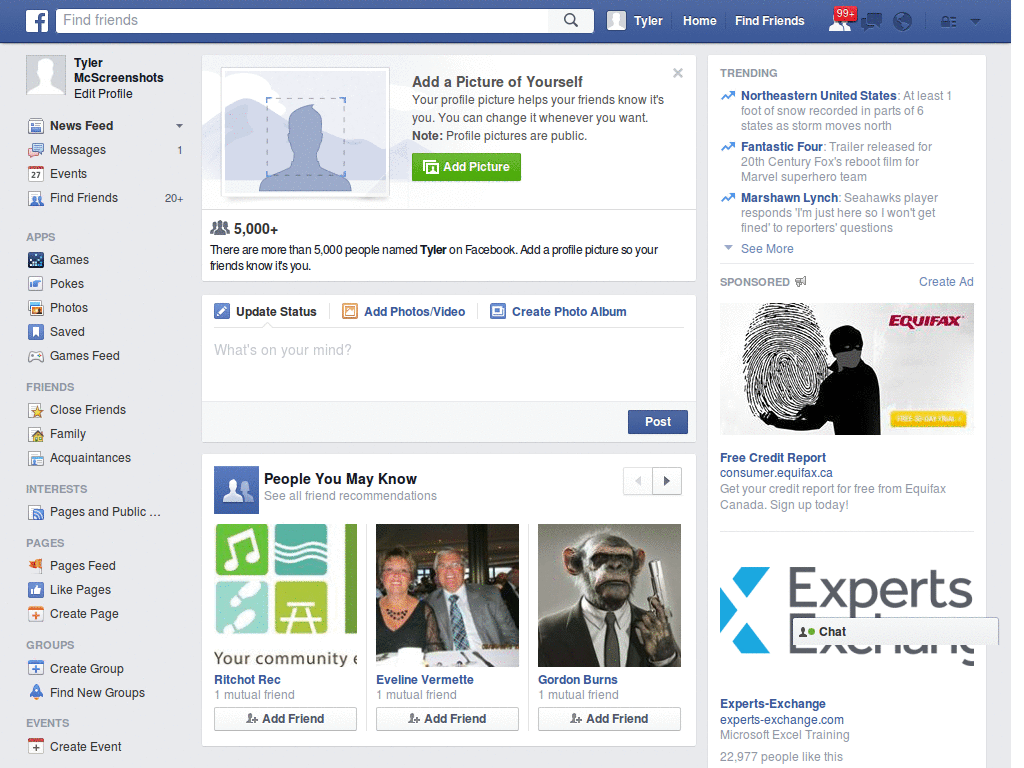 Find friends
Tyler
Home
Find Friends
99+
Tyler
McScreenshots
Edit Profile
News Feed
Messages 1
Events
27
Find Friends 20+
APPS
Games
Pokes
Photos
Saved
Games Feed
FRIENDS
Close Friends
Family
Acquaintances
INTERESTS
Pages and Public ...
PAGES
Pages Feed
Like Pages
Create Page
GROUPS
Create Group
Find New Groups
EVENTS
Create Event
Add a Picture of Yourself
Your profile picture helps your friends know it's
you. You can change it whenever you want.
Note: Profile pictures are public.
Add Picture
5,000+
There are more than 5,000 people named Tyler on Facebook. Add a profile picture so your
friends know it's you.
Update Status
Add Photos/Video
Create Photo Album
What's on your mind?
Post
People You May Know
See all friend recommendations
Your community e
Ritchot Rec
1 mutual friend
Add Friend
Eveline Vermette
1 mutual friend
Add Friend
Gordon Burns
1 mutual friend
Add Friend
TRENDING
Northeastern United States: At least 1
foot of snow recorded in parts of 6
states as storm moves north
Fantastic Four: Trailer released for
20th Century Fox's reboot film for
Marvel superhero team
Marshawn Lynch: Seahawks player
responds 'I'm just here so I won't get
fined' to reporters' questions
See More
SPONSORED
Create Ad
EQUIFAX
FREE 30-DAY TRIAL
Free Credit Report
consumer.equifax.ca
Get your credit report for free from Equifax
Canada. Sign up today!
Experts
Exchang
Chat
Experts-Exchange
experts-exchange.com
Microsoft Excel Training
22,977 people like this